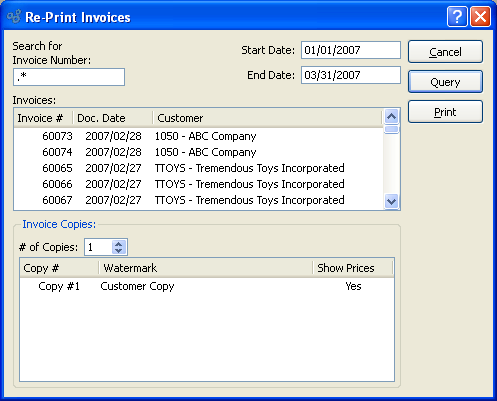 Re-Print Invoices
Search for
Invoice Number:
.*
Start Date: 01/01/2007
End Date: 03/31/2007
Cancel
Query
Print
Invoices:
Invoice # Doc. Date Customer
60073 2007/02/28 1050 - ABC Company
60074 2007/02/28 1050 - ABC Company
60065 2007/02/27 TTOYS - Tremendous Toys Incorporated
60066 2007/02/27 TTOYS - Tremendous Toys Incorporated
60067 2007/02/27 TTOYS - Tremendous Toys Incorporated
Invoice Copies:
# of Copies: 1
Copy # Watermark Show Prices
Copy #1 Customer Copy Yes